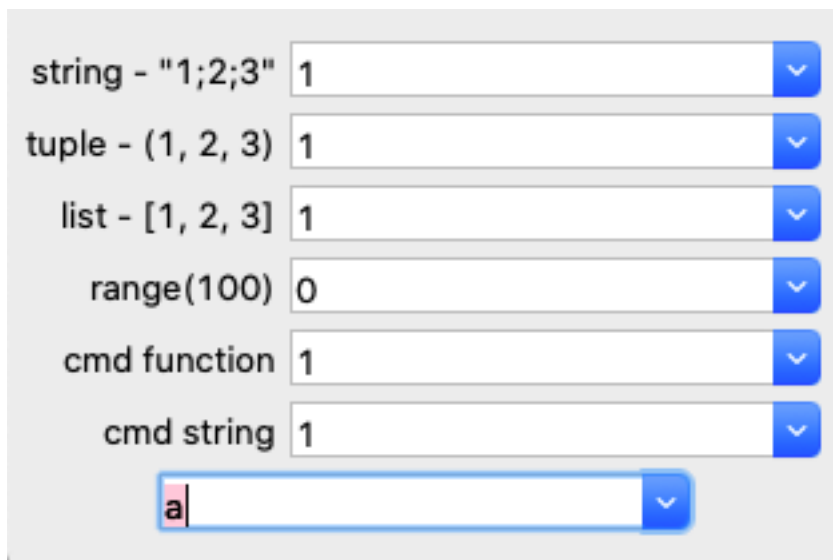 string - "1;2;3" 1
tuple - (1, 2, 3) 1
list - [1, 2, 3] 1
range(100) 0
cmd function 1
cmd string 1
a